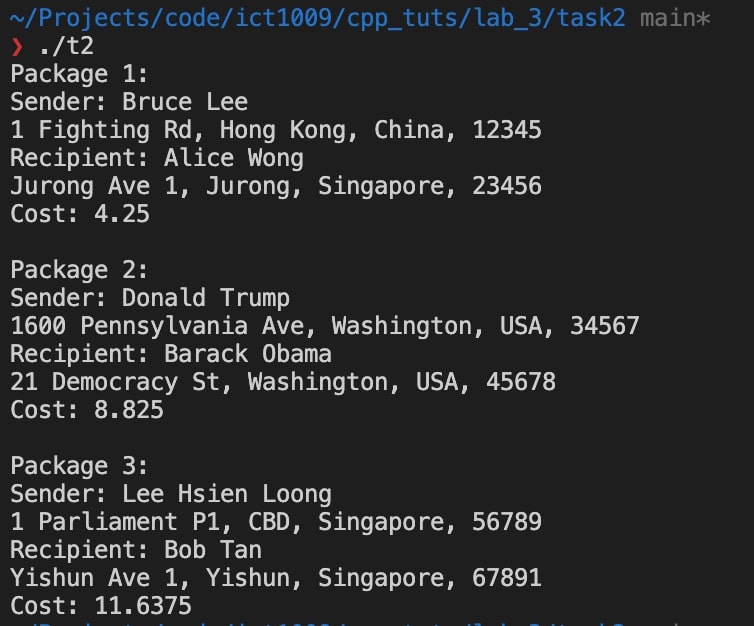 ~/Projects/code/ict1009/cpp_tuts/lab_3/task2 main*
❯ ./t2
Package 1:
Sender: Bruce Lee
1 Fighting Rd, Hong Kong, China, 12345
Recipient: Alice Wong
Jurong Ave 1, Jurong, Singapore, 23456
Cost: 4.25
Package 2:
Sender: Donald Trump
1600 Pennsylvania Ave, Washington, USA, 34567
Recipient: Barack Obama
21 Democracy St, Washington, USA, 45678
Cost: 8.825
Package 3:
Sender: Lee Hsien Loong
1 Parliament P1, CBD, Singapore, 56789
Recipient: Bob Tan
Yishun Ave 1, Yishun, Singapore, 67891
Cost: 11.6375